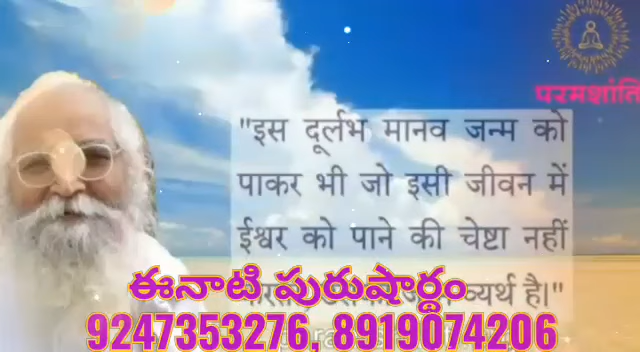 परमशांति
"इस दुर्लभ मानव जन्म को
पाकर भी जो इसी जीवन में
ईश्वर को पाने की चेष्टा नहीं
व्यर्थ है।"
ఈనాటి పురుషార్థం
9247353276, 8919074206